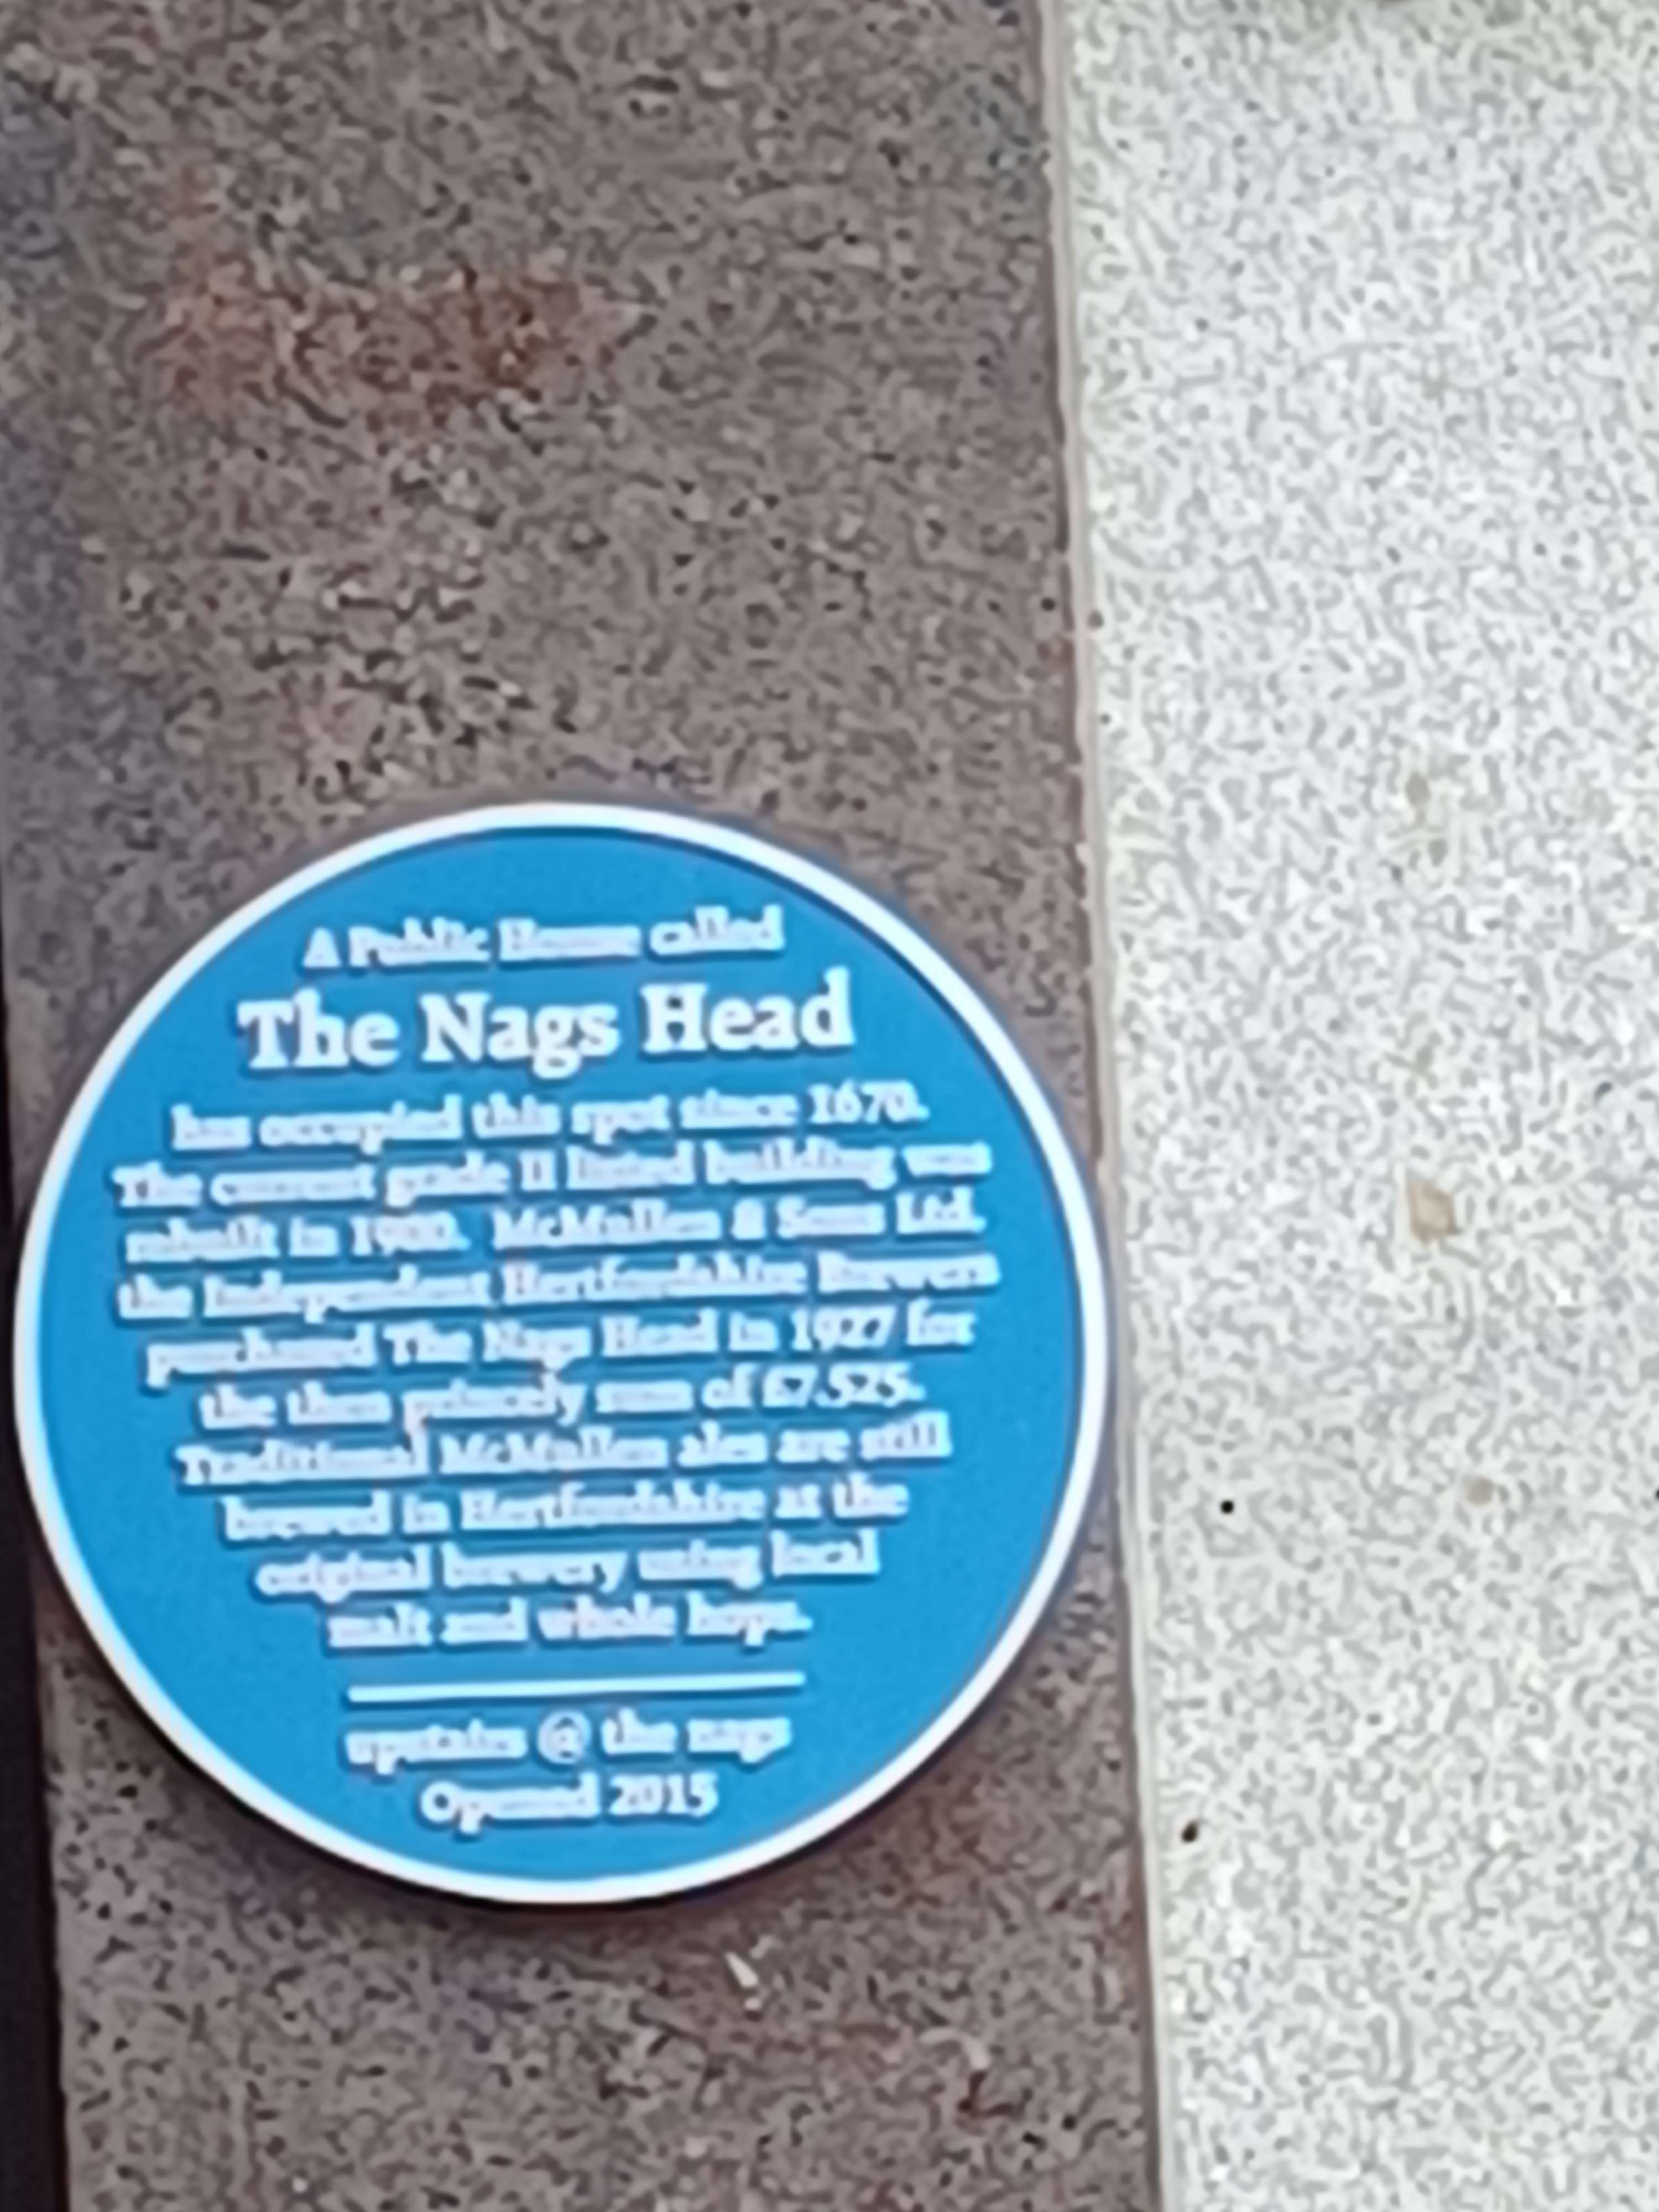 A Public House called
The Nags Head
has occupied this spot since 1670.
The current grade II listed building was
rebuilt in 1900. McMullen & Sons Ltd.
the Independent Hertfordshire Brewers
purchased The Nags Head in 1927 for
the then princely sum of £7.525.
Traditional McMullen ales are still
brewed in Hertfordshire at the
original brewery using local
malt and whole hops.
upstairs @ the nags
Opened 2015